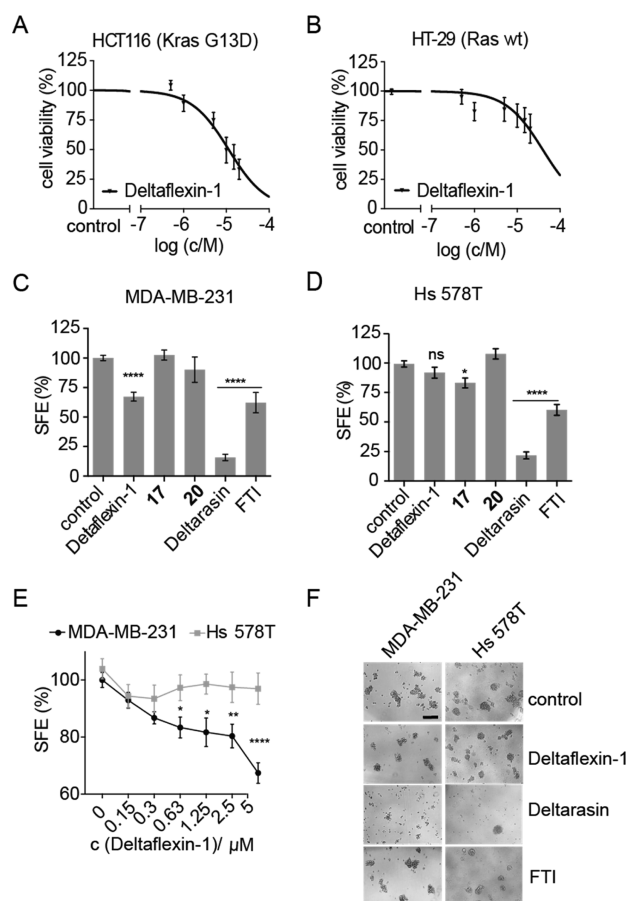 A
HCT116 (Kras G13D)
cell viability (%)
125
100
75
50
25
0
Deltaflexin-1
control
-7
-6
-5
-4
log (c/M)
B
HT-29 (Ras wt)
cell viability (%)
125
100
75
50
25
0
Deltaflexin-1
control
-7
-6
-5
-4
log (c/M)
C
MDA-MB-231
SFE (%)
125
100
75
50
25
0
****
****
control
Detaflexin-1
17
20
Deltarasin
FTI
D
Hs 578T
SFE (%)
125
100
75
50
25
0
ns
*
****
control
Detaflexin-1
17
20
Deltarasin
FTI
E
MDA-MB-231
Hs 578T
SFE (%)
100
80
60
*
*
**
****
0
0.15
0.3
0.63
1.25
2.5
5
c (Deltaflexin-1)/ µM
F
MDA-MB-231
Hs 578T
control
Deltaflexin-1
Deltarasin
FTI